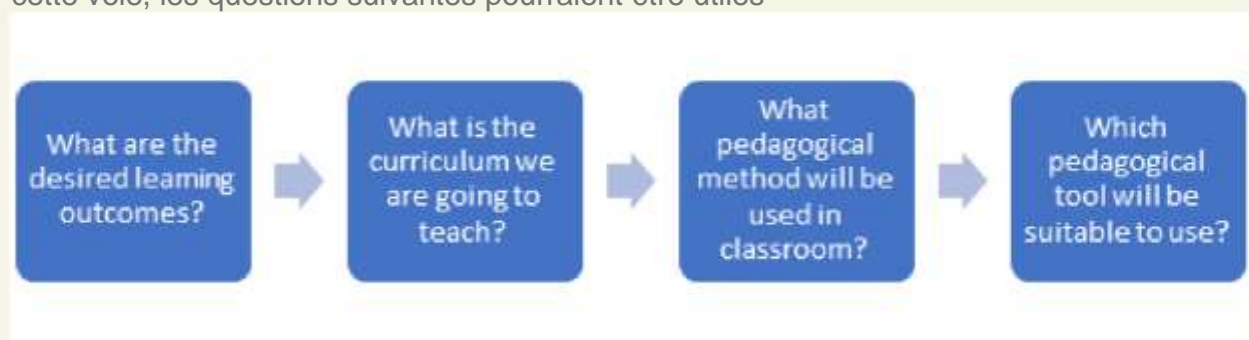 cette voie, les questions suivantes pourraient être utiles
What are the
desired learning
outcomes?
What is the
curriculum we
are going to
teach?
What
pedagogical
method will be
used in
classroom?
Which
pedagogical
tool will be
suitable to use?